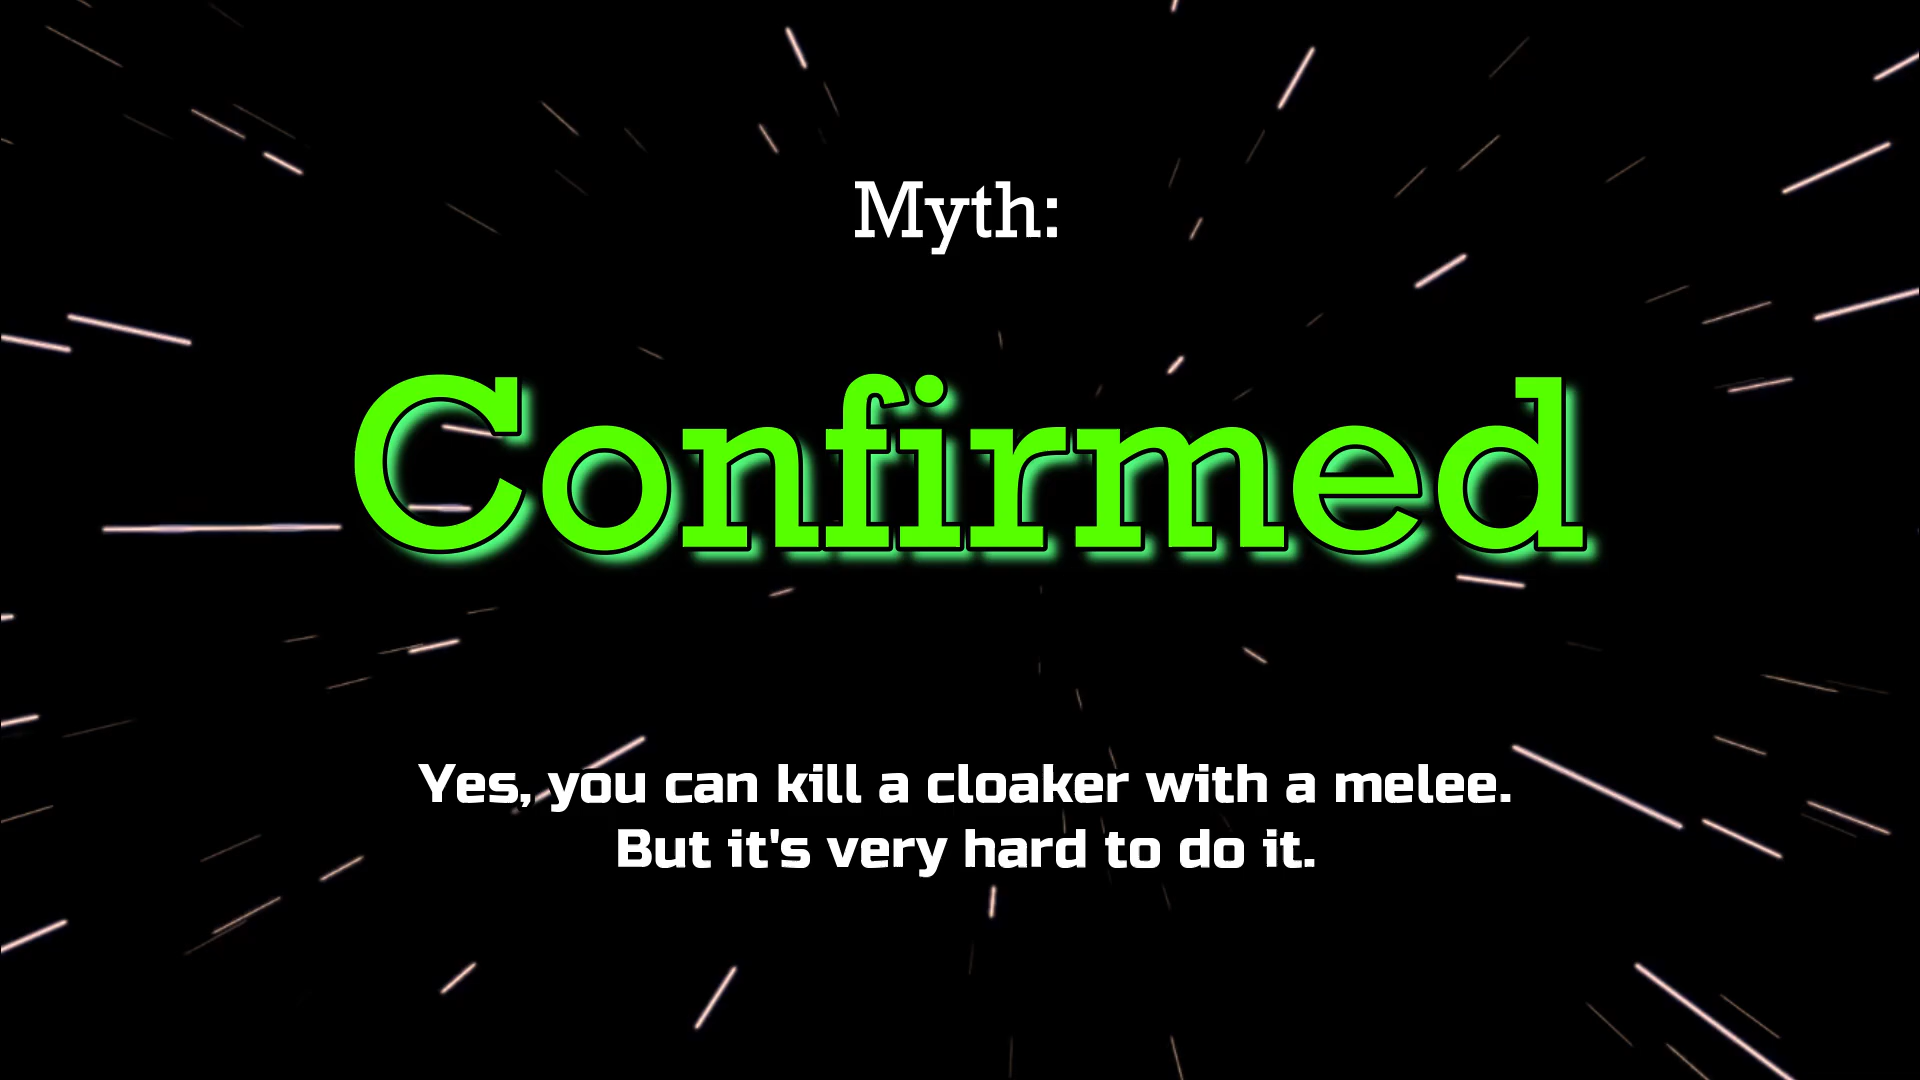 Myth:
Confirmed
Yes, you can kill a cloaker with a melee.
But it's very hard to do it.